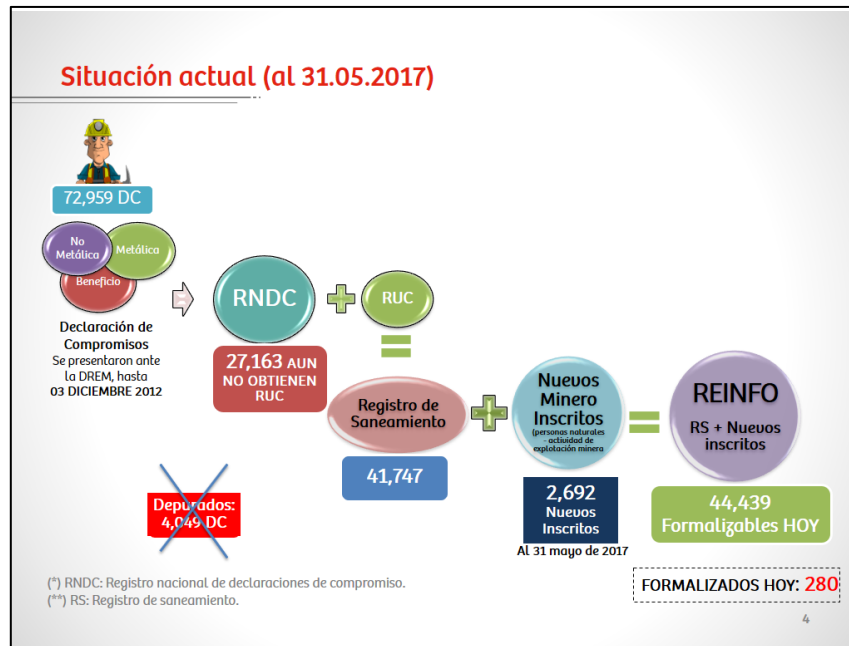 Situación actual (al 31.05.2017)
72,959 DC
No
Metálica
Metálica
Beneficio
Declaración de
Compromisos
Se presentaron ante
la DREM, hasta
03 DICIEMBRE 2012
RNDC
RUC
27,163 AUN
NO OBTIENEN
RUC
Registro de
Saneamiento
41,747
Nuevos
Minero
Inscritos
(personas naturales
- actividad de
explotación minera
2,692
Nuevos
Inscritos
Al 31 mayo de 2017
REINFO
RS + Nuevos
inscritos
44,439
Formalizables HOY
Depurados:
4,049 DC
FORMALIZADOS HOY: 280
(*) RNDC: Registro nacional de declaraciones de compromiso.
(**) RS: Registro de saneamiento.
4